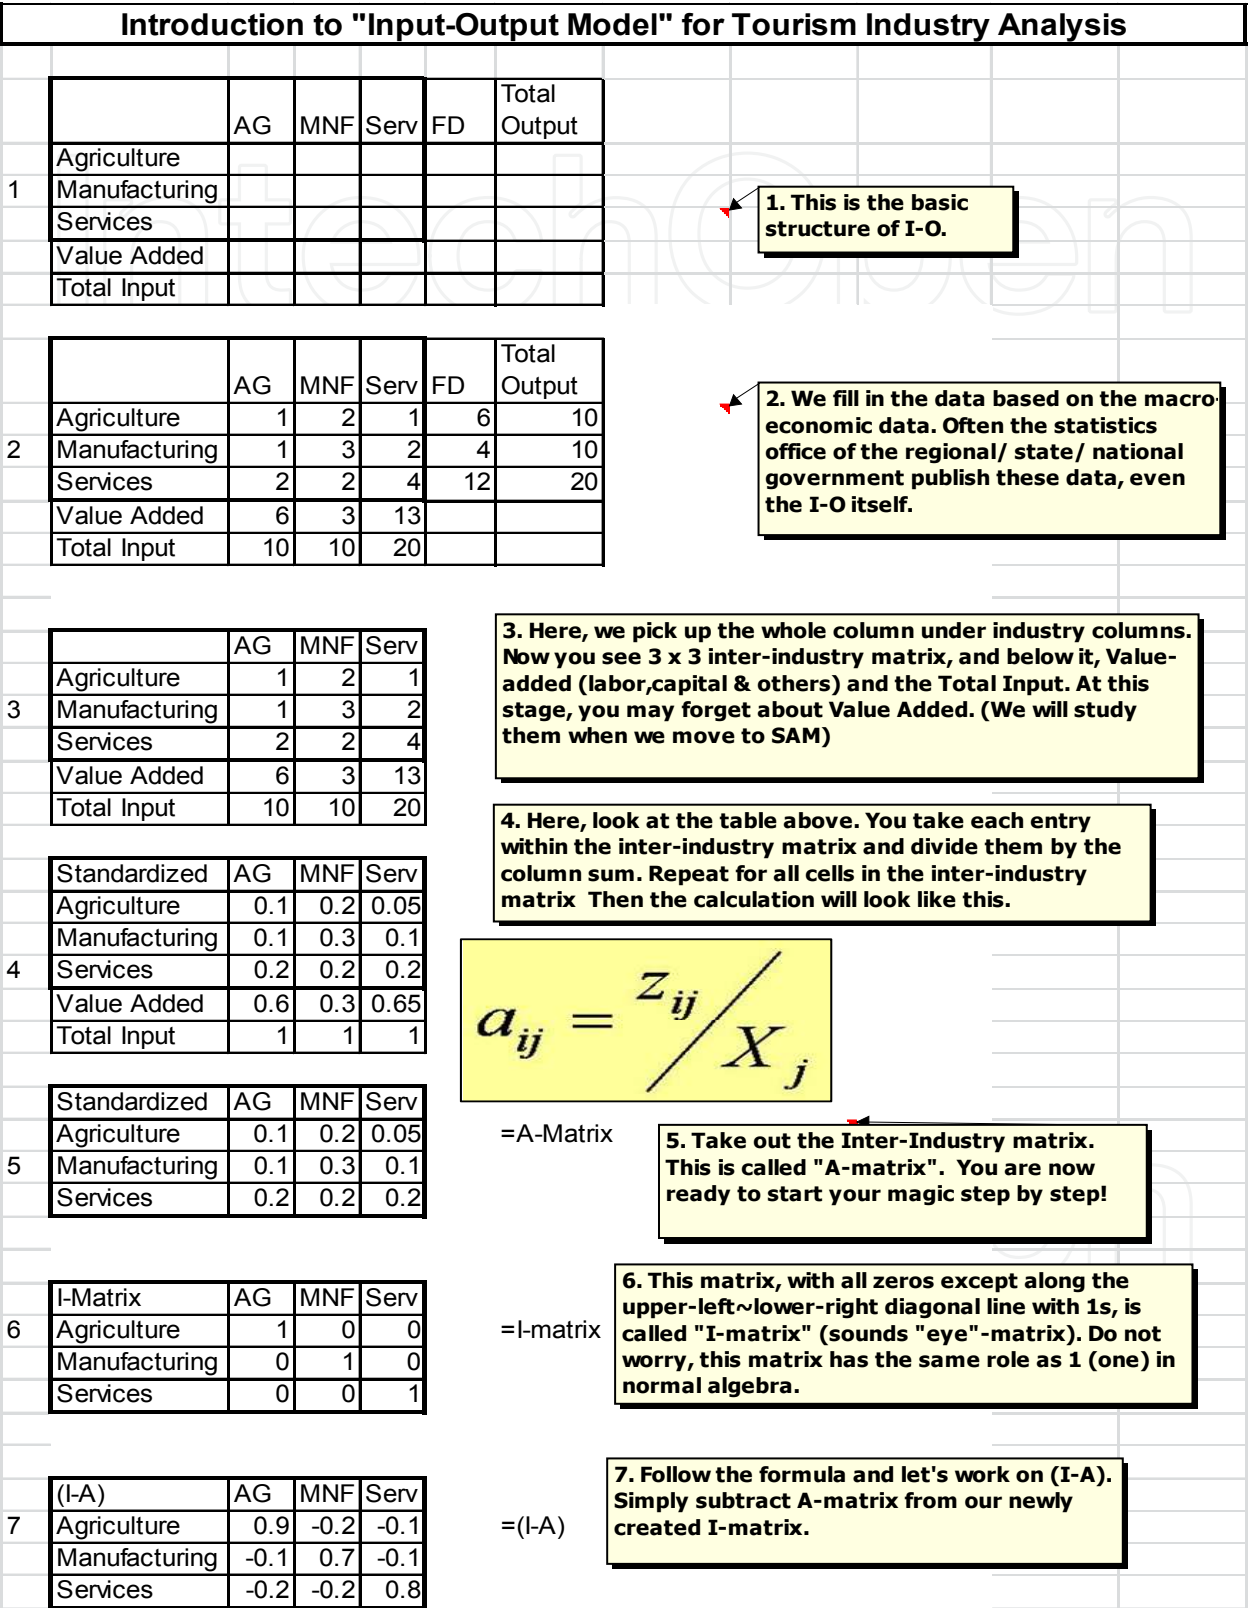 Introduction to "Input-Output Model" for Tourism Industry Analysis
AG MNF Serv FD Total Output
Agriculture
1 Manufacturing
Services
Value Added
Total Input
1. This is the basic
structure of I-O.
AG MNF Serv FD Total Output
Agriculture 1 2 1 6 10
2 Manufacturing 1 3 2 4 10
Services 2 2 4 12 20
Value Added 6 3 13
Total Input 10 10 20
2. We fill in the data based on the macro-
economic data. Often the statistics
office of the regional/ state/ national
government publish these data, even
the I-O itself.
AG MNF Serv
Agriculture 1 2 1
3 Manufacturing 1 3 2
Services 2 2 4
Value Added 6 3 13
Total Input 10 10 20
3. Here, we pick up the whole column under industry columns.
Now you see 3 x 3 inter-industry matrix, and below it, Value-
added (labor,capital & others) and the Total Input. At this
stage, you may forget about Value Added. (We will study
them when we move to SAM)
4. Here, look at the table above. You take each entry
within the inter-industry matrix and divide them by the
column sum. Repeat for all cells in the inter-industry
matrix Then the calculation will look like this.
Standardized AG MNF Serv
Agriculture 0.1 0.2 0.05
Manufacturing 0.1 0.3 0.1
4 Services 0.2 0.2 0.2
Value Added 0.6 0.3 0.65
Total Input 1 1 1
a ij = z ij / X j
Standardized AG MNF Serv
Agriculture 0.1 0.2 0.05
5 Manufacturing 0.1 0.3 0.1
Services 0.2 0.2 0.2
=A-Matrix
5. Take out the Inter-Industry matrix.
This is called "A-matrix". You are now
ready to start your magic step by step!
I-Matrix AG MNF Serv
6 Agriculture 1 0 0
Manufacturing 0 1 0
Services 0 0 1
=I-matrix
6. This matrix, with all zeros except along the
upper-left~lower-right diagonal line with 1s, is
called "I-matrix" (sounds "eye"-matrix). Do not
worry, this matrix has the same role as 1 (one) in
normal algebra.
(I-A) AG MNF Serv
7 Agriculture 0.9 -0.2 -0.1
Manufacturing -0.1 0.7 -0.1
Services -0.2 -0.2 0.8
=(I-A)
7. Follow the formula and let's work on (I-A).
Simply subtract A-matrix from our newly
created I-matrix.
IntechOpen